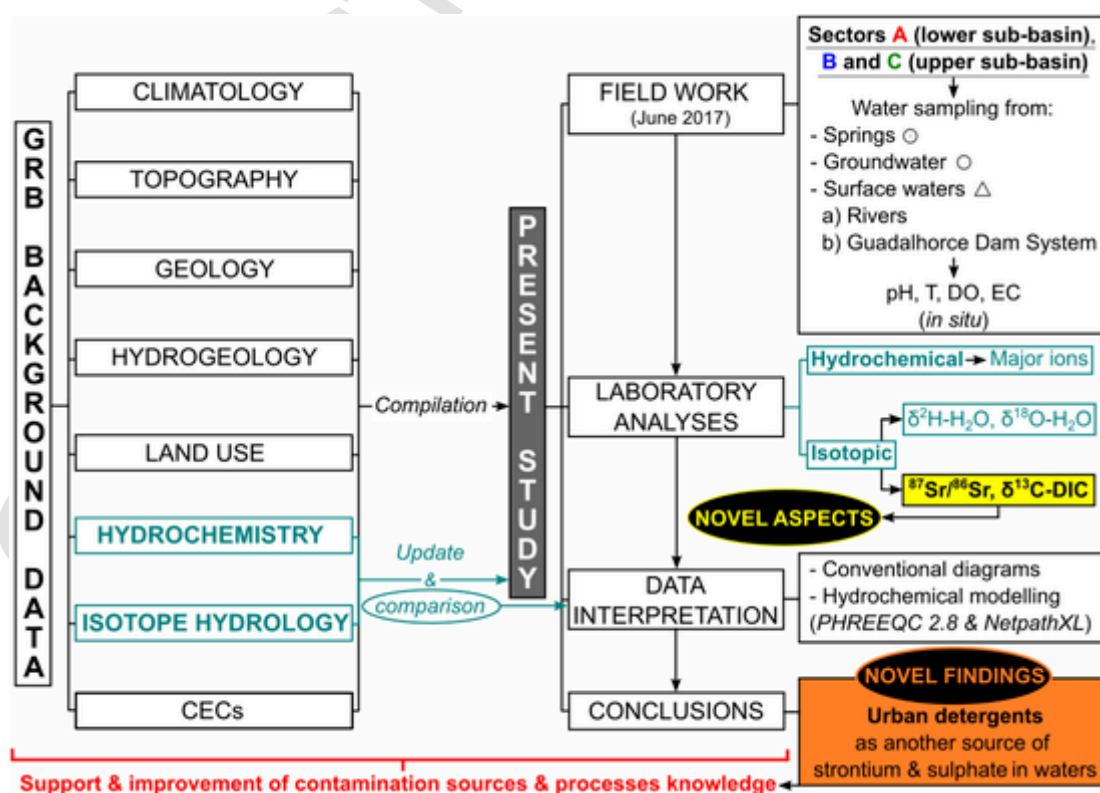 GRB BACKGROUND DATA
CLIMATOLOGY
TOPOGRAPHY
GEOLOGY
HYDROGEOLOGY
LAND USE
HYDROCHEMISTRY
ISOTOPE HYDROLOGY
CECs
Compilation
Update
&
comparison
PRESENT STUDY
FIELD WORK
(June 2017)
LABORATORY
ANALYSES
DATA
INTERPRETATION
CONCLUSIONS
Sectors A (lower sub-basin),
B and C (upper sub-basin)
Water sampling from:
- Springs ○
- Groundwater ○
- Surface waters △
a) Rivers
b) Guadalhorce Dam System
pH, T, DO, EC
(in situ)
Hydrochemical
Major ions
Isotopic
δ²H-H₂O, δ¹⁸O-H₂O
⁸⁷Sr/⁸⁶Sr, δ¹³C-DIC
NOVEL ASPECTS
- Conventional diagrams
- Hydrochemical modelling
(PHREEQC 2.8 & NetpathXL)
NOVEL FINDINGS
Urban detergents
as another source of
strontium & sulphate in waters
Support & improvement of contamination sources & processes knowledge